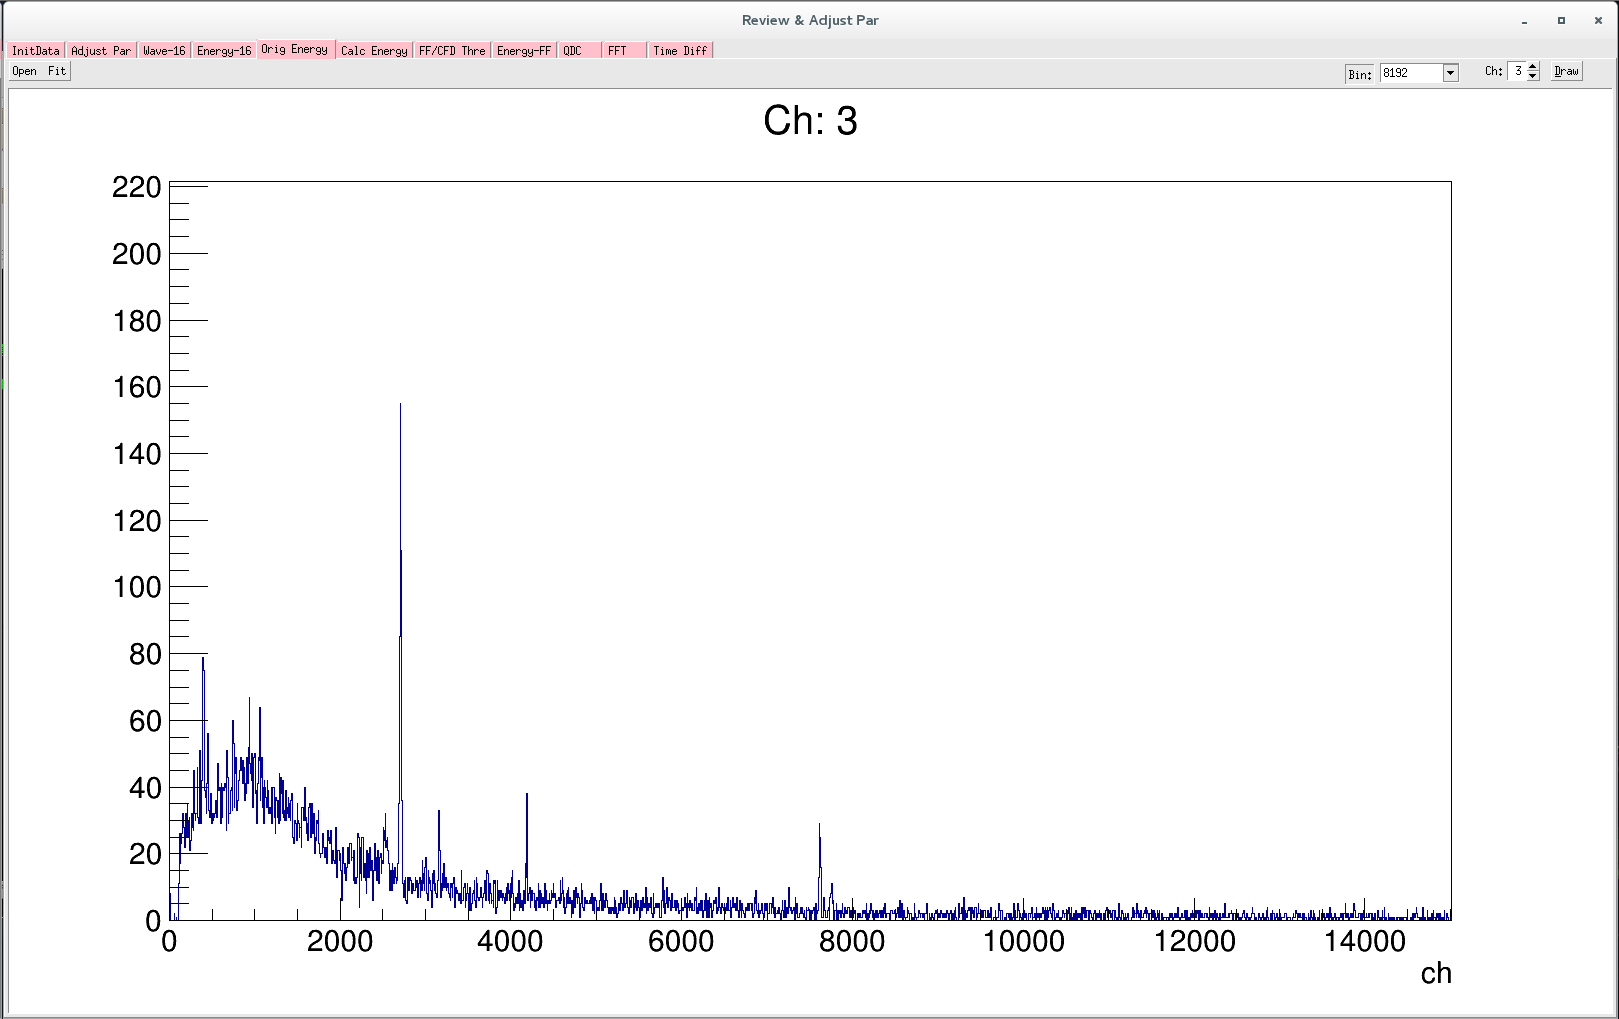 Review & Adjust Par
InitData Adjust Par Wave-16 Energy-16 Orig Energy Calc Energy FF/CFD Thre Energy-FF QDC FFT Time Diff
Open Fit Bin: 8192 Ch: 3 Draw
Ch: 3
220
200
180
160
140
120
100
80
60
40
20
0
0 2000 4000 6000 8000 10000 12000 14000
ch